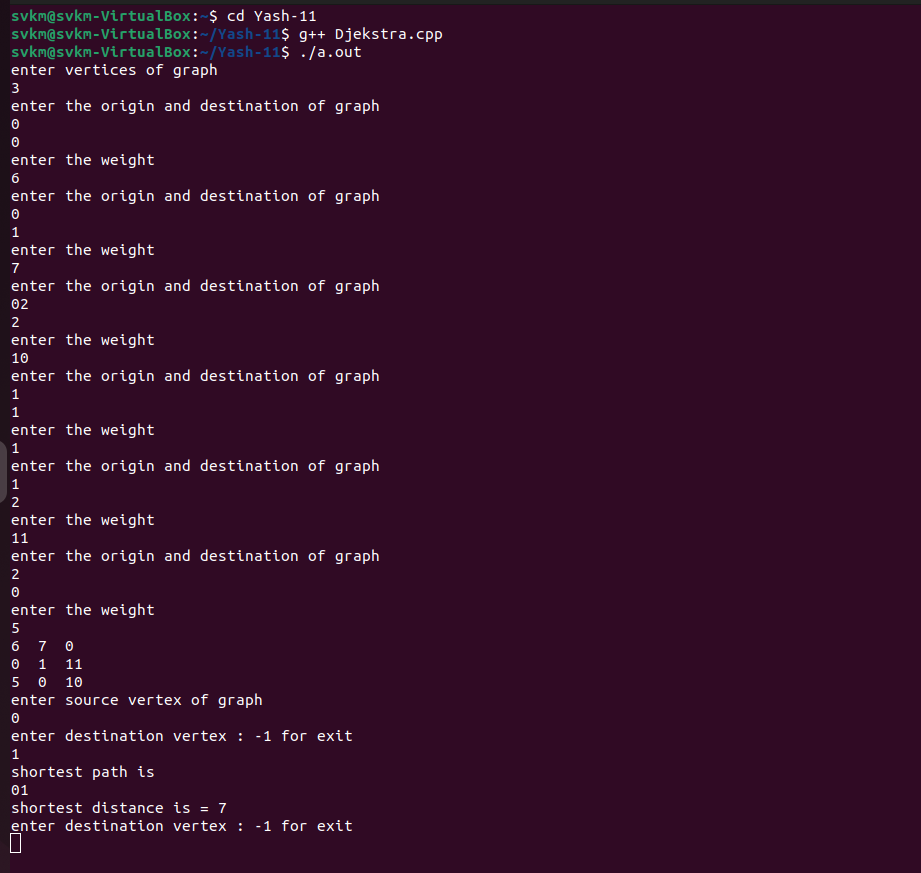 svkm@svkm-VirtualBox:~$ cd Yash-11
svkm@svkm-VirtualBox:~/Yash-11$ g++ Djekstra.cpp
svkm@svkm-VirtualBox:~/Yash-11$ ./a.out
enter vertices of graph
3
enter the origin and destination of graph
0
0
enter the weight
6
enter the origin and destination of graph
0
1
enter the weight
7
enter the origin and destination of graph
02
2
enter the weight
10
enter the origin and destination of graph
1
1
enter the weight
1
enter the origin and destination of graph
1
2
enter the weight
11
enter the origin and destination of graph
2
0
enter the weight
5
6  7  0
0  1  11
5  0  10
enter source vertex of graph
0
enter destination vertex : -1 for exit
1
shortest path is
01
shortest distance is = 7
enter destination vertex : -1 for exit